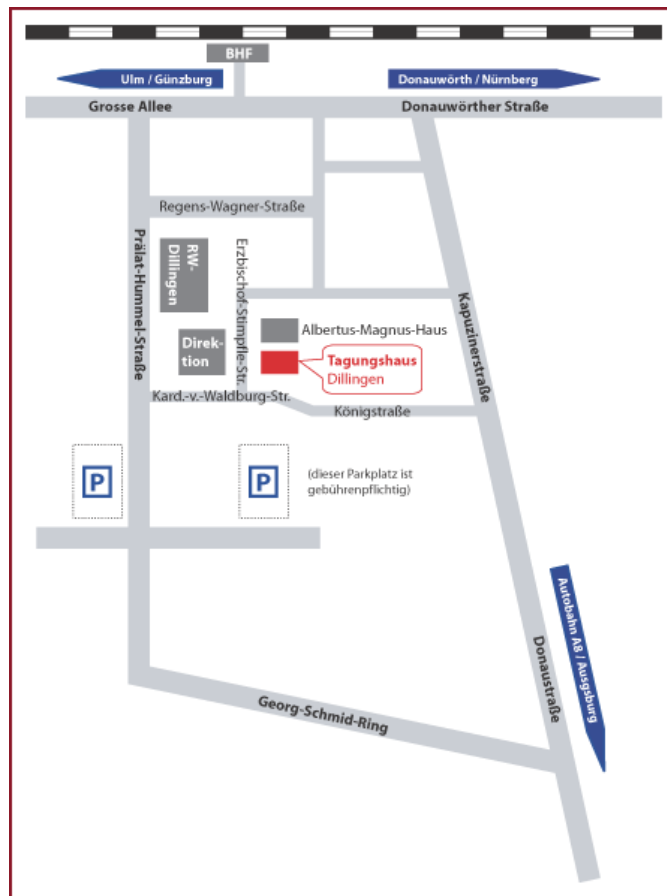 BHF
Ulm / Günzburg
Donauwörth / Nürnberg
Grosse Allee
Donauwörther Straße
Regens-Wagner-Straße
Prälat-Hummel-Straße
RW-
Dillingen
Erzbischof-Stimpfle-Str.
Kapuzinerstraße
Albertus-Magnus-Haus
Direk-
tion
Tagungshaus
Dillingen
Kard.-v.-Waldburg-Str.
Königstraße
P
P
(dieser Parkplatz ist
gebührenpflichtig)
Autobahn A8 / Ausgsburg
Donaustraße
Georg-Schmid-Ring